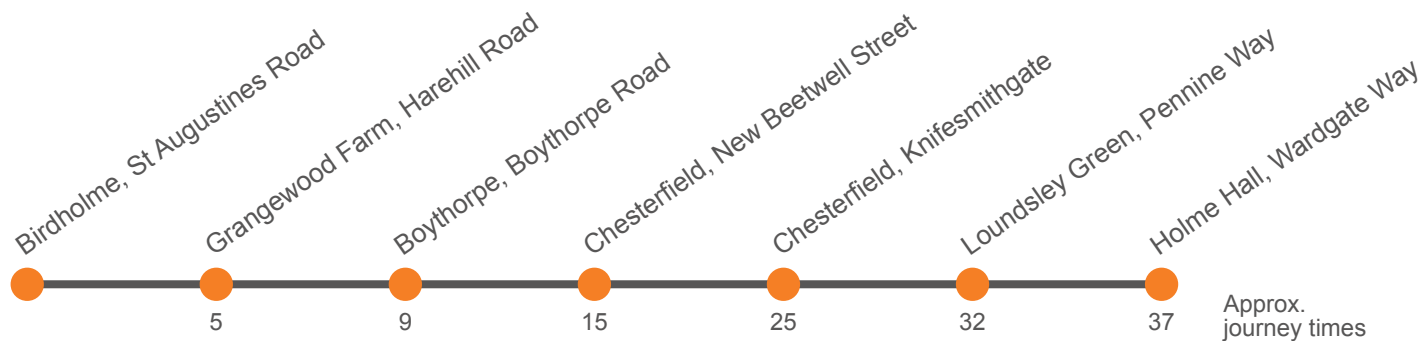 Birdholme, St Augustines Road
Grangewood Farm, Harehill Road
Boythorpe, Boythorpe Road
Chesterfield, New Beetwell Street
Chesterfield, Knifesmithgate
Loundsley Green, Pennine Way
Holme Hall, Wardgate Way
5
9
15
25
32
37
Approx.
journey times